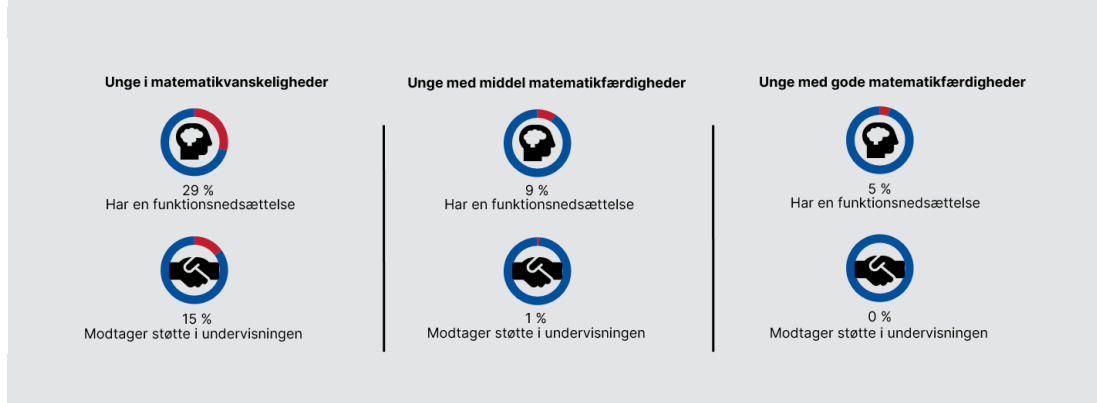 Unge i matematikvanskeligheder
29 %
Har en funktionsnedsættelse
15 %
Modtager støtte i undervisningen
Unge med middel matematikfærdigheder
9 %
Har en funktionsnedsættelse
1 %
Modtager støtte i undervisningen
Unge med gode matematikfærdigheder
5 %
Har en funktionsnedsættelse
0 %
Modtager støtte i undervisningen